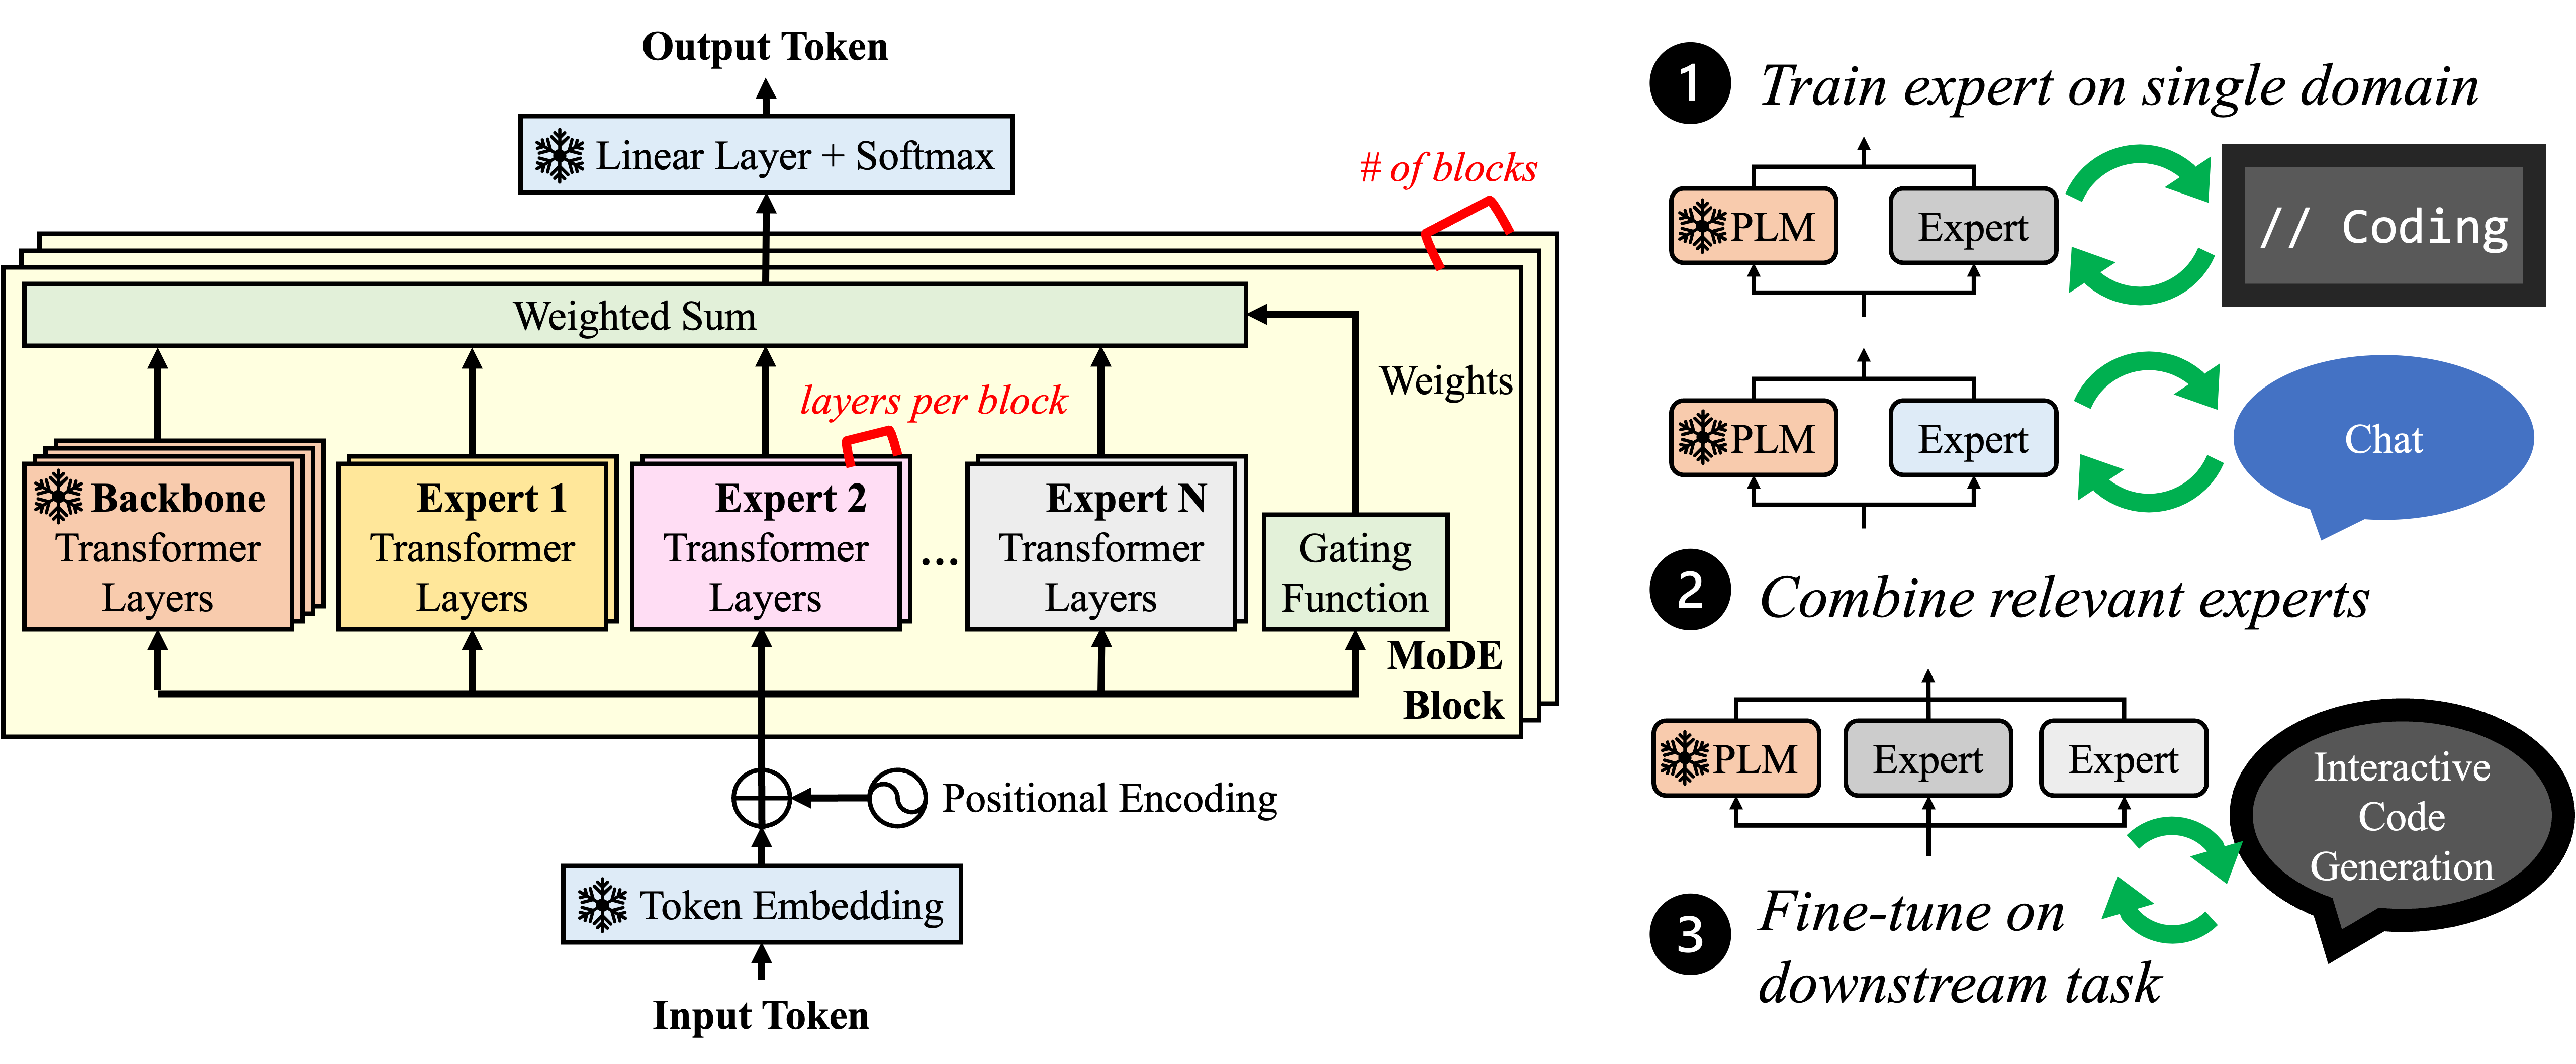 Output Token
Linear Layer + Softmax
# of blocks
Weighted Sum
Weights
layers per block
Backbone
Transformer
Layers
Expert 1
Transformer
Layers
Expert 2
Transformer
Layers
...
Expert N
Transformer
Layers
Gating
Function
MoDE
Block
Positional Encoding
Token Embedding
Input Token
1 Train expert on single domain
PLM
Expert
// Coding
PLM
Expert
Chat
2 Combine relevant experts
PLM
Expert
Expert
Interactive
Code
Generation
3 Fine-tune on
downstream task